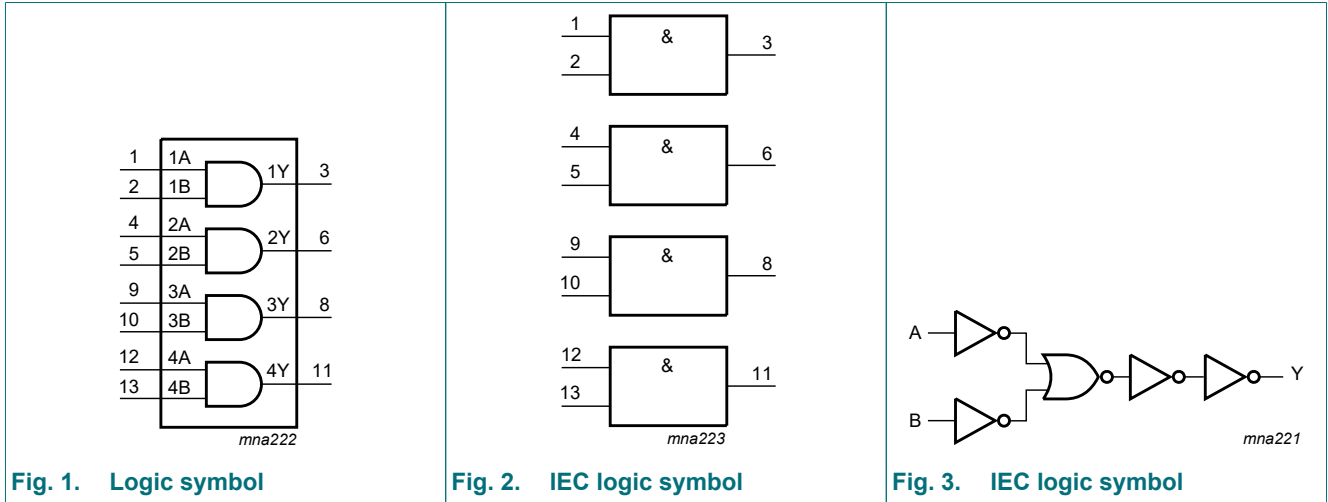 1 1A 1Y 3
2 1B
4 2A 2Y 6
5 2B
9 3A 3Y 8
10 3B
12 4A 4Y 11
13 4B
mna222
Fig. 1. Logic symbol
1 & 3
2
4 & 6
5
9 & 8
10
12 & 11
13
mna223
Fig. 2. IEC logic symbol
A
Y
B
mna221
Fig. 3. IEC logic symbol